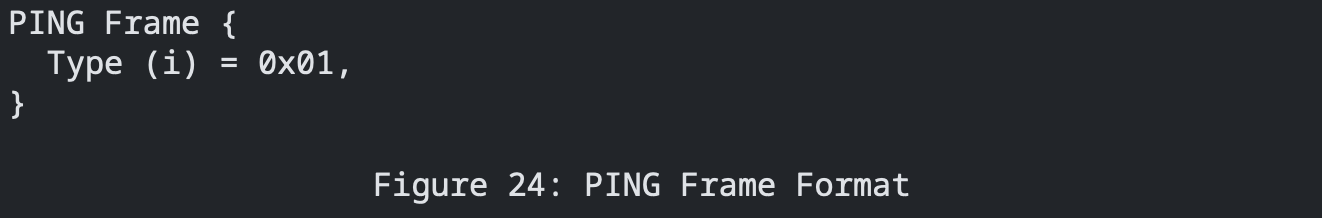 PING Frame {
  Type (i) = 0x01,
}
Figure 24: PING Frame Format